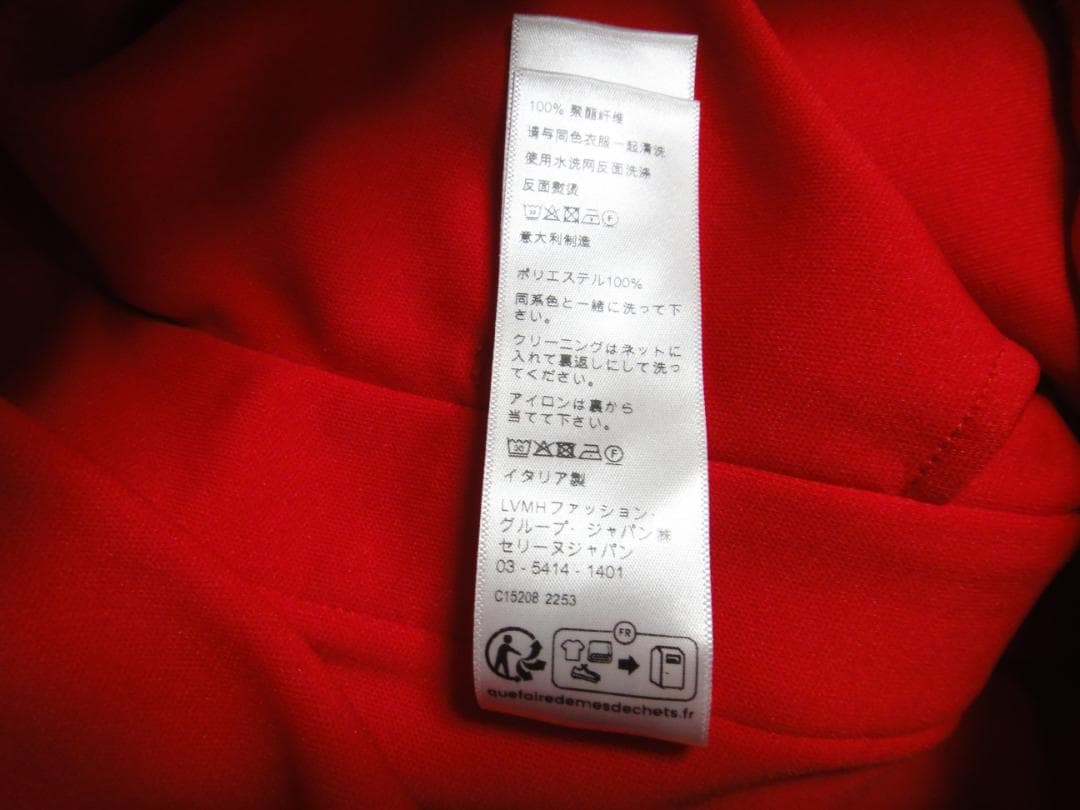 100% 聚酯纤维
请与同色衣服一起清洗
使用水洗网反面洗涤
反面熨烫
30 F
意大利制造
ポリエステル100%
同系色と一緒に洗って下
さい。
クリーニングはネットに
入れて裏返しにして洗っ
てください。
アイロンは裏から
当てて下さい。
30 F
イタリア製
LVMHファッション・
グループ・ジャパン㈱
セリーヌジャパン
03 - 5414 - 1401
C15208 2253
FR
quefairedemesdechets.fr